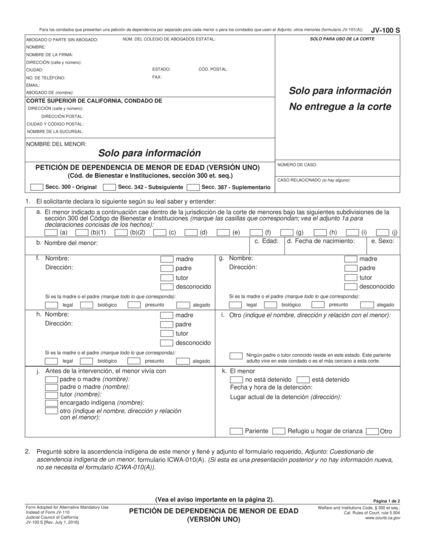 Para los condados que presentan una petición de dependencia por separado para cada menor o para los condados que usen el Adjunto: otros menores (formulario JV-101(A)) JV-100 S
ABOGADO O PARTE SIN ABOGADO: NÚM. DEL COLEGIO DE ABOGADOS ESTATAL: SOLO PARA USO DE LA CORTE
NOMBRE:
NOMBRE DE LA FIRMA:
DIRECCIÓN (calle y número):
CIUDAD: ESTADO: CÓD. POSTAL:
NO. DE TELÉFONO: FAX:
EMAIL:
ABOGADO DE (nombre):
Solo para información
No entregue a la corte
CORTE SUPERIOR DE CALIFORNIA, CONDADO DE
DIRECCIÓN (calle y número):
DIRECCIÓN POSTAL:
CIUDAD Y CÓDIGO POSTAL:
NOMBRE DE LA SUCURSAL:
NOMBRE DEL MENOR:
Solo para información
PETICIÓN DE DEPENDENCIA DE MENOR DE EDAD (VERSIÓN UNO)
(Cód. de Bienestar e Instituciones, sección 300 et. seq.)
Secc. 300 - Original Secc. 342 - Subsiguiente Secc. 387 - Suplementario
NÚMERO DE CASO:
CASO RELACIONADO (si hay alguno):
1. El solicitante declara lo siguiente según su leal saber y entender:
a. El menor indicado a continuación cae dentro de la jurisdicción de la corte de menores bajo las siguientes subdivisiones de la
sección 300 del Código de Bienestar e Instituciones (marque las casillas que correspondan; vea el adjunto 1a para
declaraciones concisas de los hechos):
(a) (b)(1) (b)(2) (c) (d) (e) (f) (g) (h) (i) (j)
b. Nombre del menor: c. Edad: d. Fecha de nacimiento: e. Sexo:
f. Nombre: madre
Dirección: padre
tutor
desconocido
Si es la madre o el padre (marque todo lo que corresponda):
legal biológico presunto alegado
g. Nombre: madre
Dirección: padre
tutor
desconocido
Si es la madre o el padre (marque todo lo que corresponda):
legal biológico presunto alegado
h. Nombre: madre
Dirección: padre
tutor
desconocido
Si es la madre o el padre (marque todo lo que corresponda):
legal biológico presunto alegado
i. Otro (indique el nombre, dirección y relación con el menor):
Ningún padre o tutor conocido reside en este estado. Este pariente
adulto vive en este condado o es el más cercano a esta corte.
j. Antes de la intervención, el menor vivía con
padre o madre (nombre):
padre o madre (nombre):
tutor (nombre):
encargado indígena (nombre):
otro (indique el nombre, dirección y relación
con el menor):
k. El menor
no está detenido está detenido
Fecha y hora de la detención:
Lugar actual de la detención (dirección):
Pariente Refugio u hogar de crianza Otro
2. Pregunté sobre la ascendencia indígena de este menor y llené y adjunto el formulario requerido, Adjunto: Cuestionario de
ascendencia indígena de un menor, formulario ICWA-010(A). (Si esta es una presentación posterior y no hay información nueva,
no se necesita el formulario ICWA-010(A)).
(Vea el aviso importante en la página 2).
Página 1 de 2
Form Adopted for Alternative Mandatory Use
Instead of Form JV-110
Judicial Council of California
JV-100 S [Rev. July 1, 2016]
PETICIÓN DE DEPENDENCIA DE MENOR DE EDAD
(VERSIÓN UNO)
Welfare and Institutions Code, § 300 et seq.;
Cal. Rules of Court, rule 5.504
www.courts.ca.gov